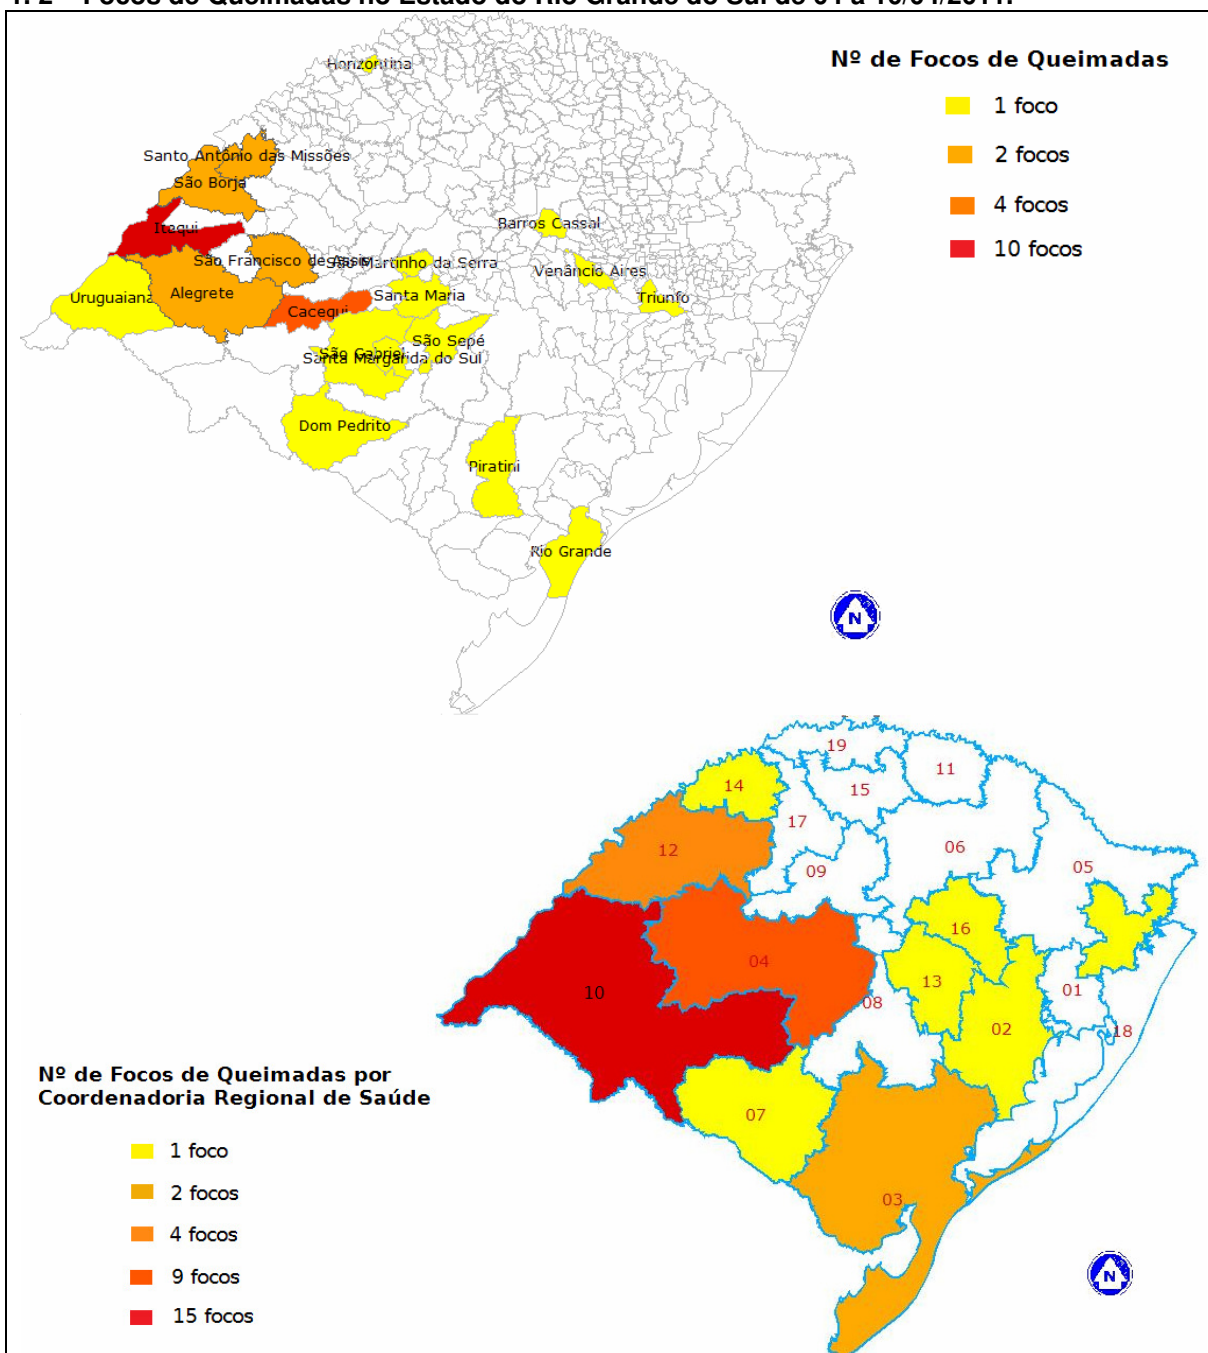 Nº de Focos de Queimadas
1 foco
2 focos
4 focos
10 focos
Horizontina
Santo Antônio das Missões
São Borja
Itaqui
São Francisco de Assis
São Martinho da Serra
Barros Cassal
Venâncio Aires
Triunfo
Uruguaiana
Alegrete
Cacequi
Santa Maria
São Sepé
São Gabriel
Santa Margarida do Sul
Dom Pedrito
Piratini
Rio Grande
N
19
11
14
15
17
12
06
09
05
16
04
13
10
01
08
02
18
07
03
Nº de Focos de Queimadas por
Coordenadoria Regional de Saúde
1 foco
2 focos
4 focos
9 focos
15 focos
N